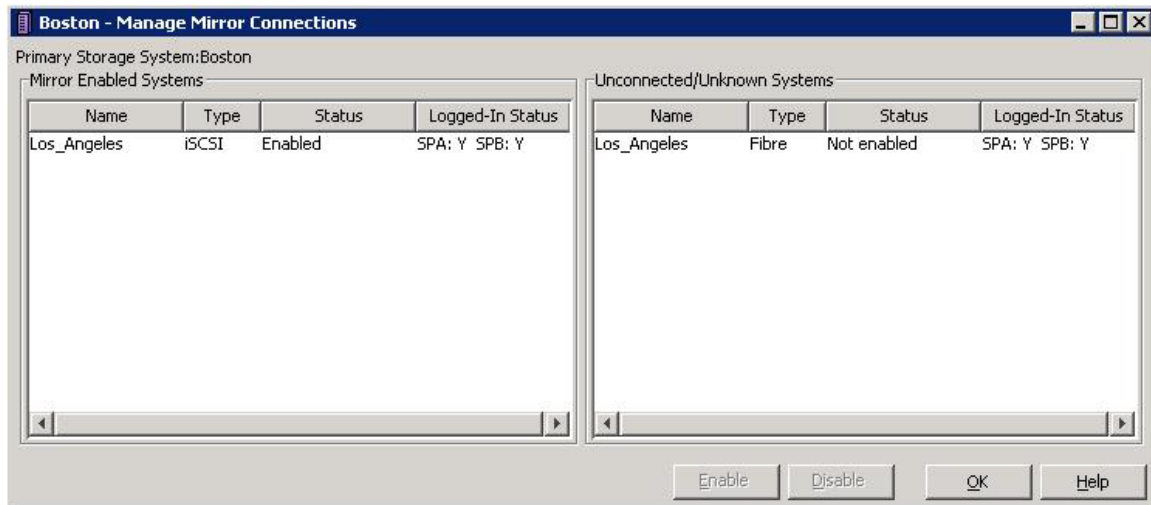 Boston - Manage Mirror Connections
Primary Storage System:Boston
Mirror Enabled Systems
Name Type Status Logged-In Status
Los_Angeles iSCSI Enabled SPA: Y SPB: Y
Unconnected/Unknown Systems
Name Type Status Logged-In Status
Los_Angeles Fibre Not enabled SPA: Y SPB: Y
Enable Disable OK Help